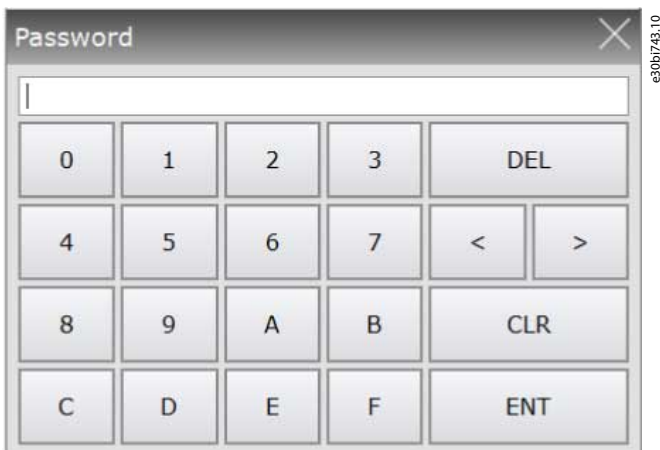 Password
0 1 2 3 DEL
4 5 6 7 < >
8 9 A B CLR
C D E F ENT
e30bi743.10